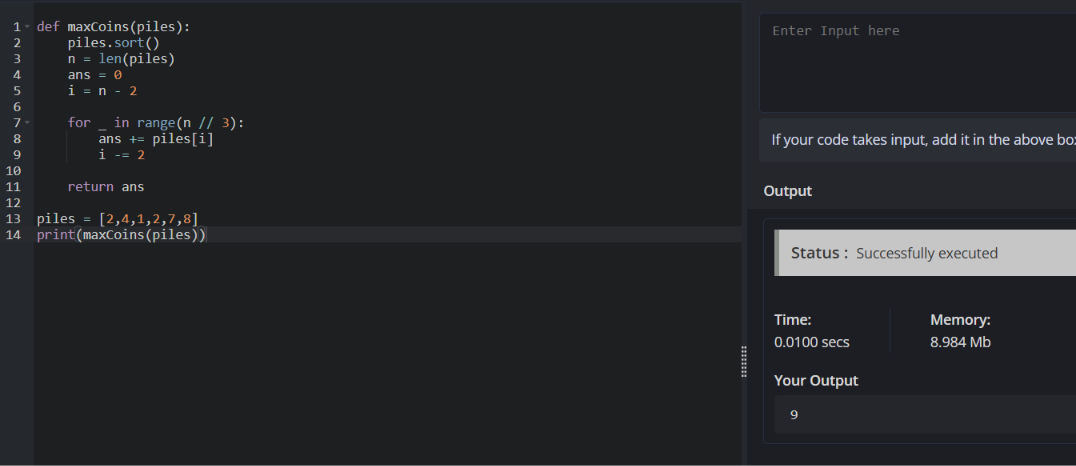 1 def maxCoins(piles):
2     piles.sort()
3     n = len(piles)
4     ans = 0
5     i = n - 2
6
7     for _ in range(n // 3):
8         ans += piles[i]
9         i -= 2
10
11     return ans
12
13 piles = [2,4,1,2,7,8]
14 print(maxCoins(piles))
Enter Input here
If your code takes input, add it in the above bo
Output
Status : Successfully executed
Time: Memory:
0.0100 secs 8.984 Mb
Your Output
9